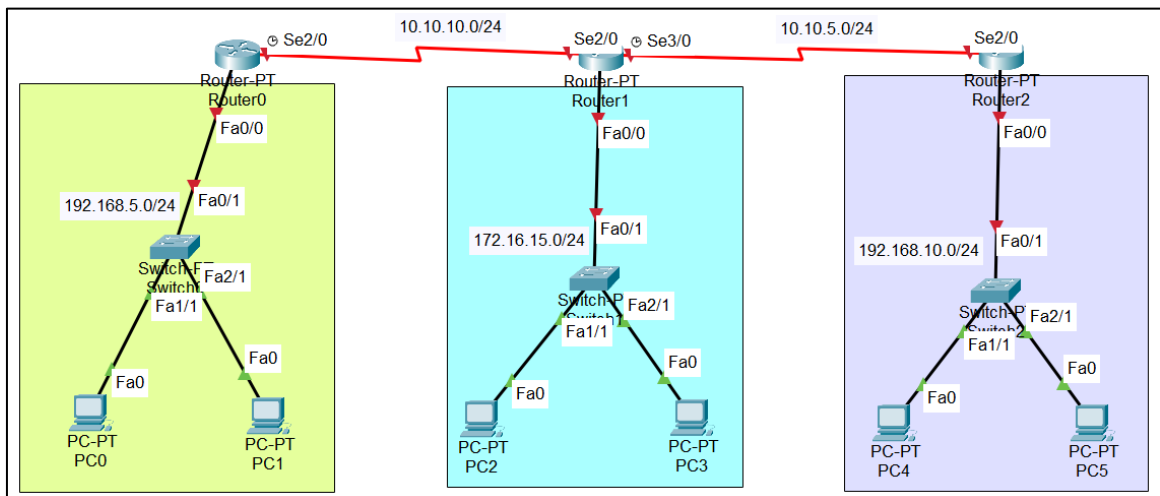 10.10.10.0/24
10.10.5.0/24
Se2/0
Se2/0
Se3/0
Se2/0
Router-PT
Router0
Router-PT
Router1
Router-PT
Router2
Fa0/0
Fa0/0
Fa0/0
192.168.5.0/24
Fa0/1
172.16.15.0/24
Fa0/1
192.168.10.0/24
Fa0/1
Fa2/1
Fa1/1
Fa2/1
Fa1/1
Fa2/1
Fa1/1
Fa0
Fa0
Fa0
Fa0
Fa0
Fa0
PC-PT
PC0
PC-PT
PC1
PC-PT
PC2
PC-PT
PC3
PC-PT
PC4
PC-PT
PC5